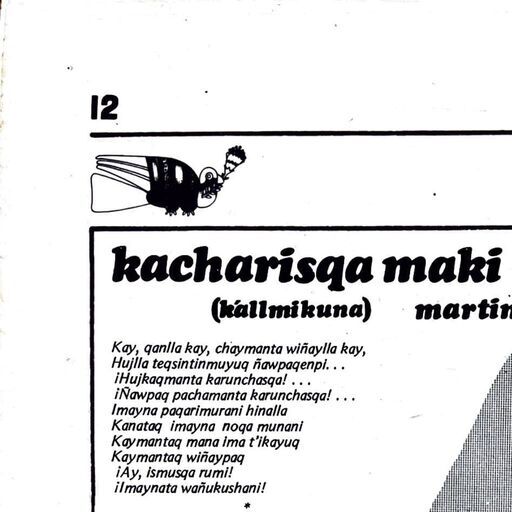 12
kacharisqa maki
(k'allmikuna) martin
Kay, qanlla kay, chaymanta wiñaylla kay,
Hujlla teqsintinmuyuq ñawpaqenpi. . .
¡Hujkaqmanta karunchasqa! . . .
¡Ñawpaq pachamanta karunchasqa! . . .
Imayna paqarimurani hinalla
Kanataq imayna noqa munani
Kaymantaq mana ima t'ikayuq
Kaymantaq wiñaypaq
¡Ay, ismusqa rumi!
¡Imaynata wañukushani!
*